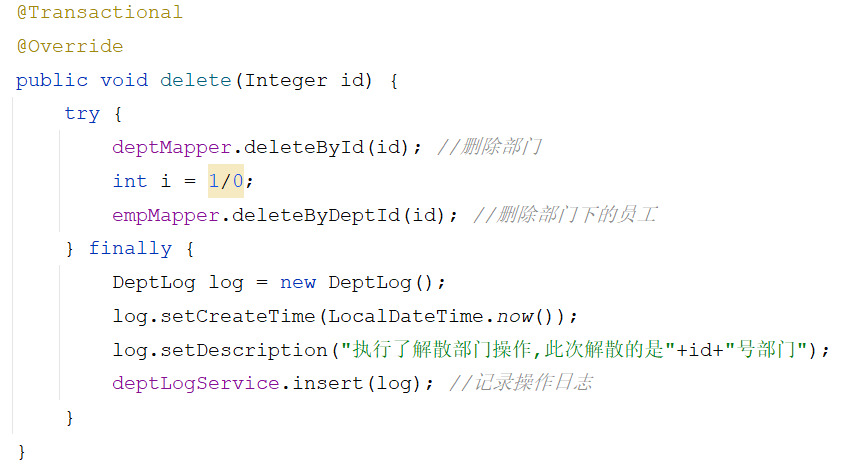 @Transactional
@Override
public void delete(Integer id) {
    try {
        deptMapper.deleteById(id); //删除部门
        int i = 1/0;
        empMapper.deleteByDeptId(id); //删除部门下的员工
    } finally {
        DeptLog log = new DeptLog();
        log.setCreateTime(LocalDateTime.now());
        log.setDescription("执行了解散部门操作,此次解散的是"+id+"号部门");
        deptLogService.insert(log); //记录操作日志
    }
}